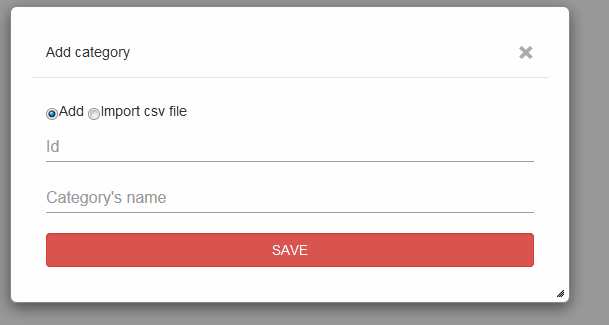 Add category
Add Import csv file
Id
Category's name
SAVE